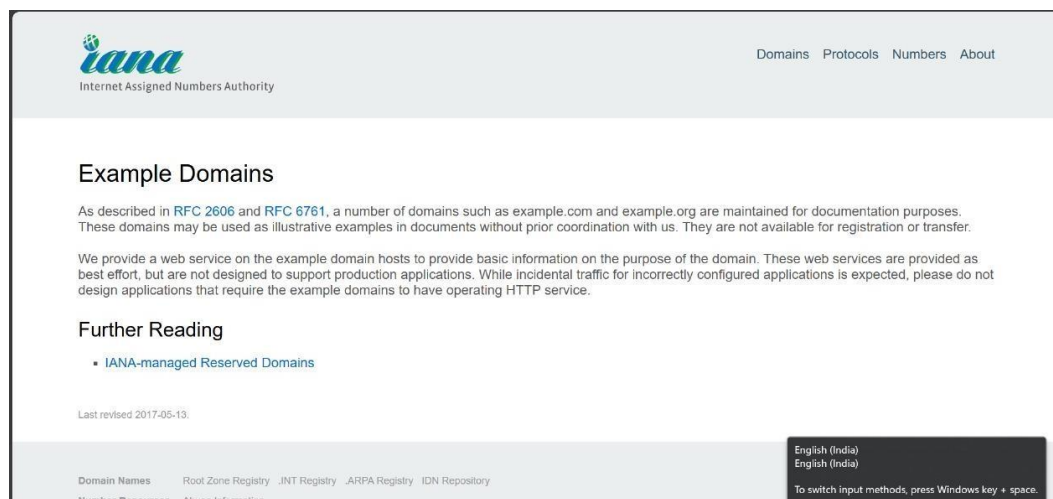 iana
Internet Assigned Numbers Authority
Domains Protocols Numbers About
Example Domains
As described in RFC 2606 and RFC 6761, a number of domains such as example.com and example.org are maintained for documentation purposes.
These domains may be used as illustrative examples in documents without prior coordination with us. They are not available for registration or transfer.
We provide a web service on the example domain hosts to provide basic information on the purpose of the domain. These web services are provided as
best effort, but are not designed to support production applications. While incidental traffic for incorrectly configured applications is expected, please do not
design applications that require the example domains to have operating HTTP service.
Further Reading
IANA-managed Reserved Domains
Last revised 2017-05-13.
Domain Names Root Zone Registry .INT Registry .ARPA Registry IDN Repository
English (India)
English (India)
To switch input methods, press Windows key + space.